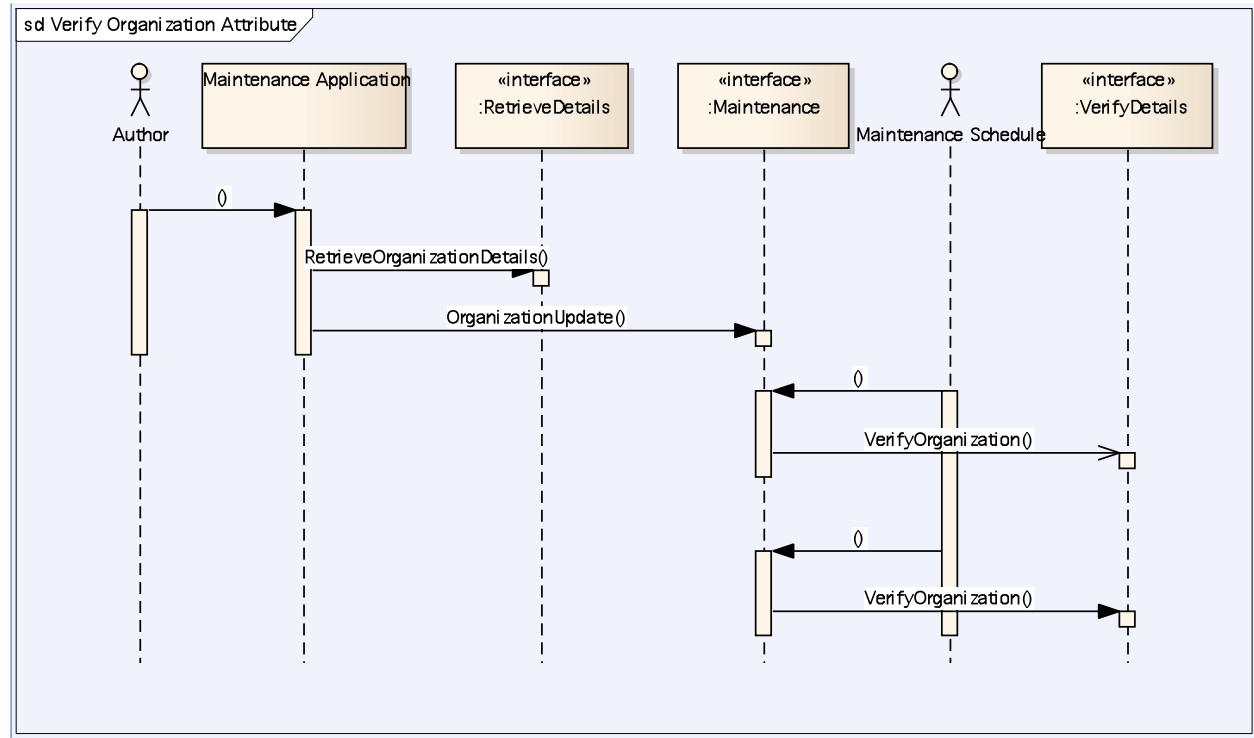 sd Verify Organization Attribute
Author
Maintenance Application
«interface»
:RetrieveDetails
«interface»
:Maintenance
Maintenance Schedule
«interface»
:VerifyDetails
()
RetrieveOrganizationDetails()
OrganizationUpdate()
()
VerifyOrganization()
()
VerifyOrganization()